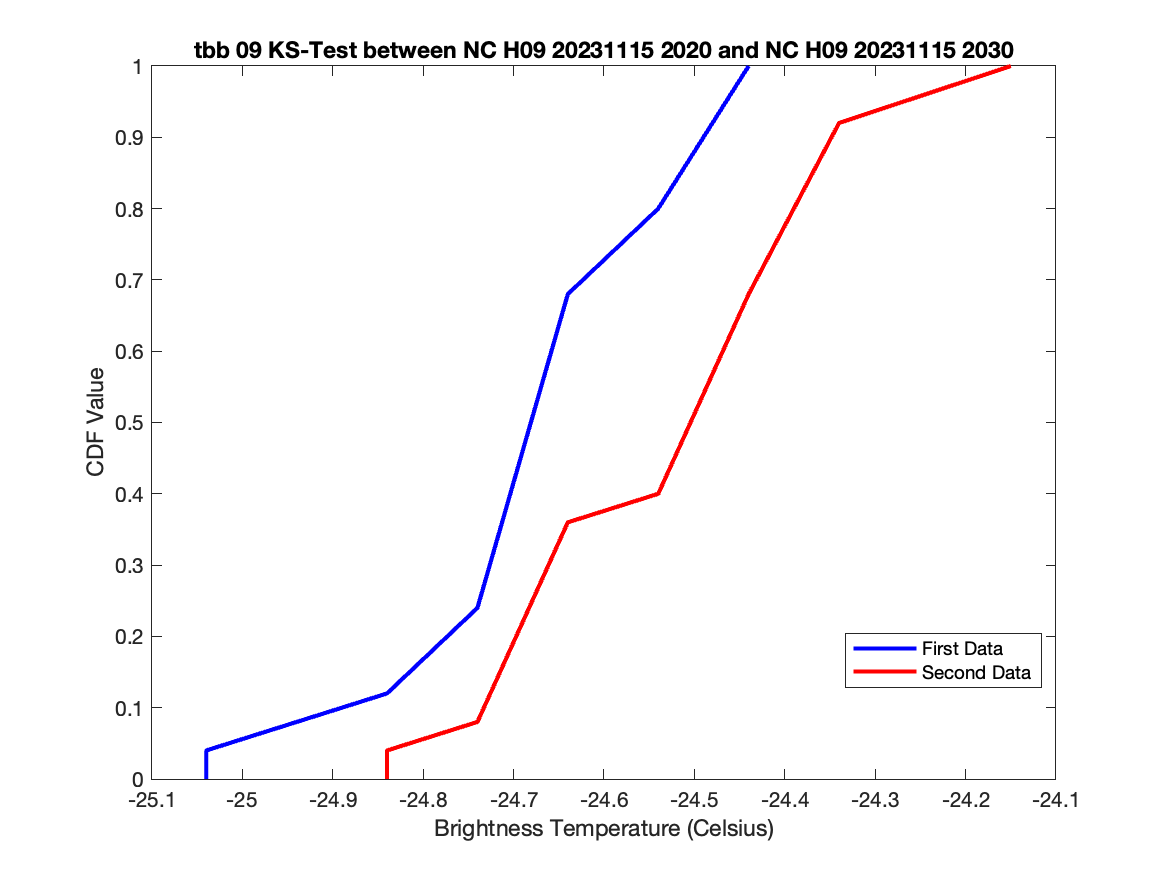 tbb 09 KS-Test between NC H09 20231115 2020 and NC H09 20231115 2030
1
0.9
0.8
0.7
0.6
0.5
0.4
0.3
0.2
0.1
0
CDF Value
First Data
Second Data
-25.1 -25 -24.9 -24.8 -24.7 -24.6 -24.5 -24.4 -24.3 -24.2 -24.1
Brightness Temperature (Celsius)